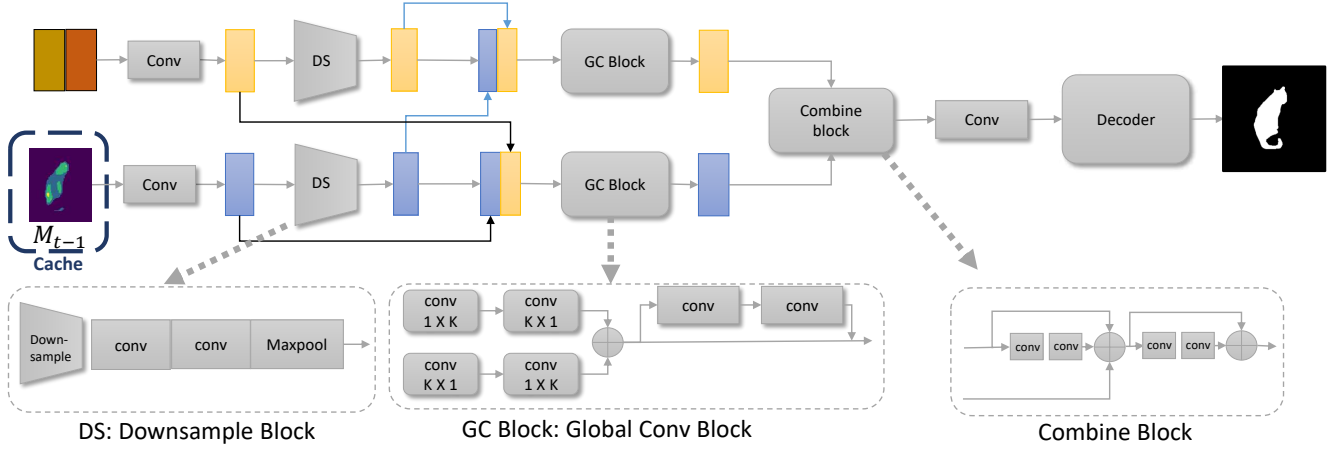 Conv
DS
GC Block
Combine
block
Conv
Decoder
Conv
DS
GC Block
M_{t−1}
Cache
Down-
sample
conv
conv
Maxpool
DS: Downsample Block
conv
1 X K
conv
K X 1
conv
K X 1
conv
1 X K
conv
conv
GC Block: Global Conv Block
conv
conv
conv
conv
Combine Block